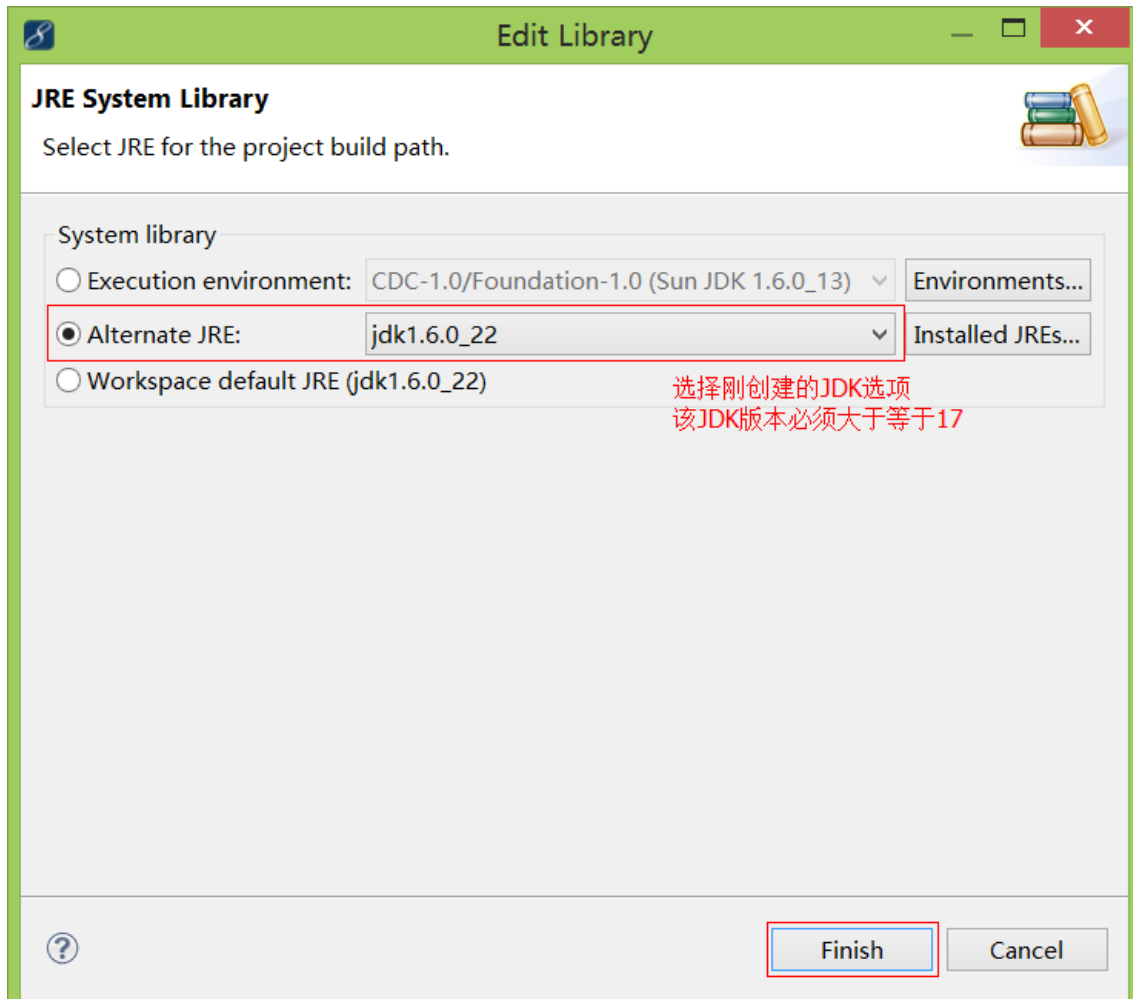 Edit Library
JRE System Library
Select JRE for the project build path.
System library
Execution environment: CDC-1.0/Foundation-1.0 (Sun JDK 1.6.0_13) Environments...
Alternate JRE: jdk1.6.0_22 Installed JREs...
Workspace default JRE (jdk1.6.0_22)
选择刚创建的JDK选项
该JDK版本必须大于等于17
Finish Cancel